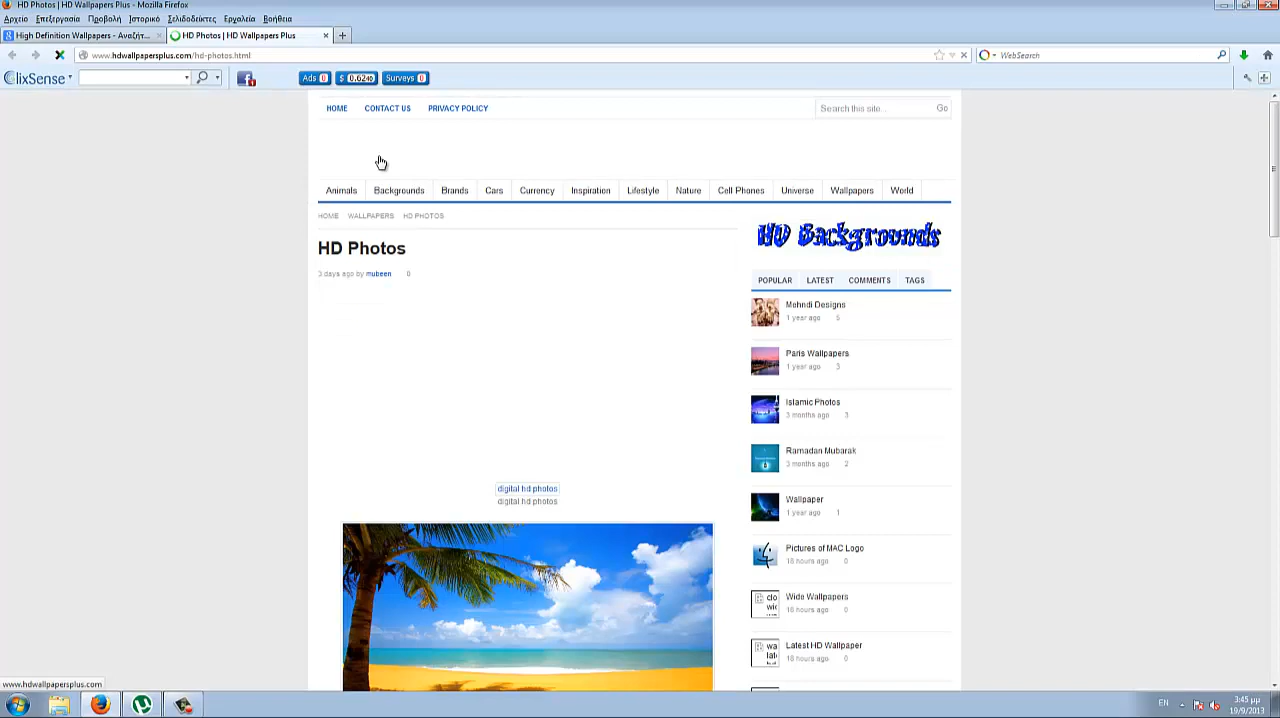 HD Photos | HD Wallpapers Plus - Mozilla Firefox
Αρχείο Επεξεργασία Προβολή Ιστορικό Σελιδοδείκτες Εργαλεία Βοήθεια
High Definition Wallpapers - Αναζήτ...
HD Photos | HD Wallpapers Plus
www.hdwallpapersplus.com/hd-photos.html
WebSearch
ClixSense
Ads 0 $ 0.6240 Surveys 0
HOME CONTACT US PRIVACY POLICY
Search this site... Go
Animals Backgrounds Brands Cars Currency Inspiration Lifestyle Nature Cell Phones Universe Wallpapers World
HOME WALLPAPERS HD PHOTOS
HD Photos
3 days ago by mubeen 0
digital hd photos
digital hd photos
HD Backgrounds
POPULAR LATEST COMMENTS TAGS
Mehndi Designs
1 year ago 5
Paris Wallpapers
1 year ago 3
Islamic Photos
3 months ago 3
Ramadan Mubarak
3 months ago 2
Wallpaper
1 year ago 1
Pictures of MAC Logo
18 hours ago 0
Wide Wallpapers
18 hours ago 0
Latest HD Wallpaper
18 hours ago 0
www.hdwallpapersplus.com
EN
3:45 μμ
19/9/2013